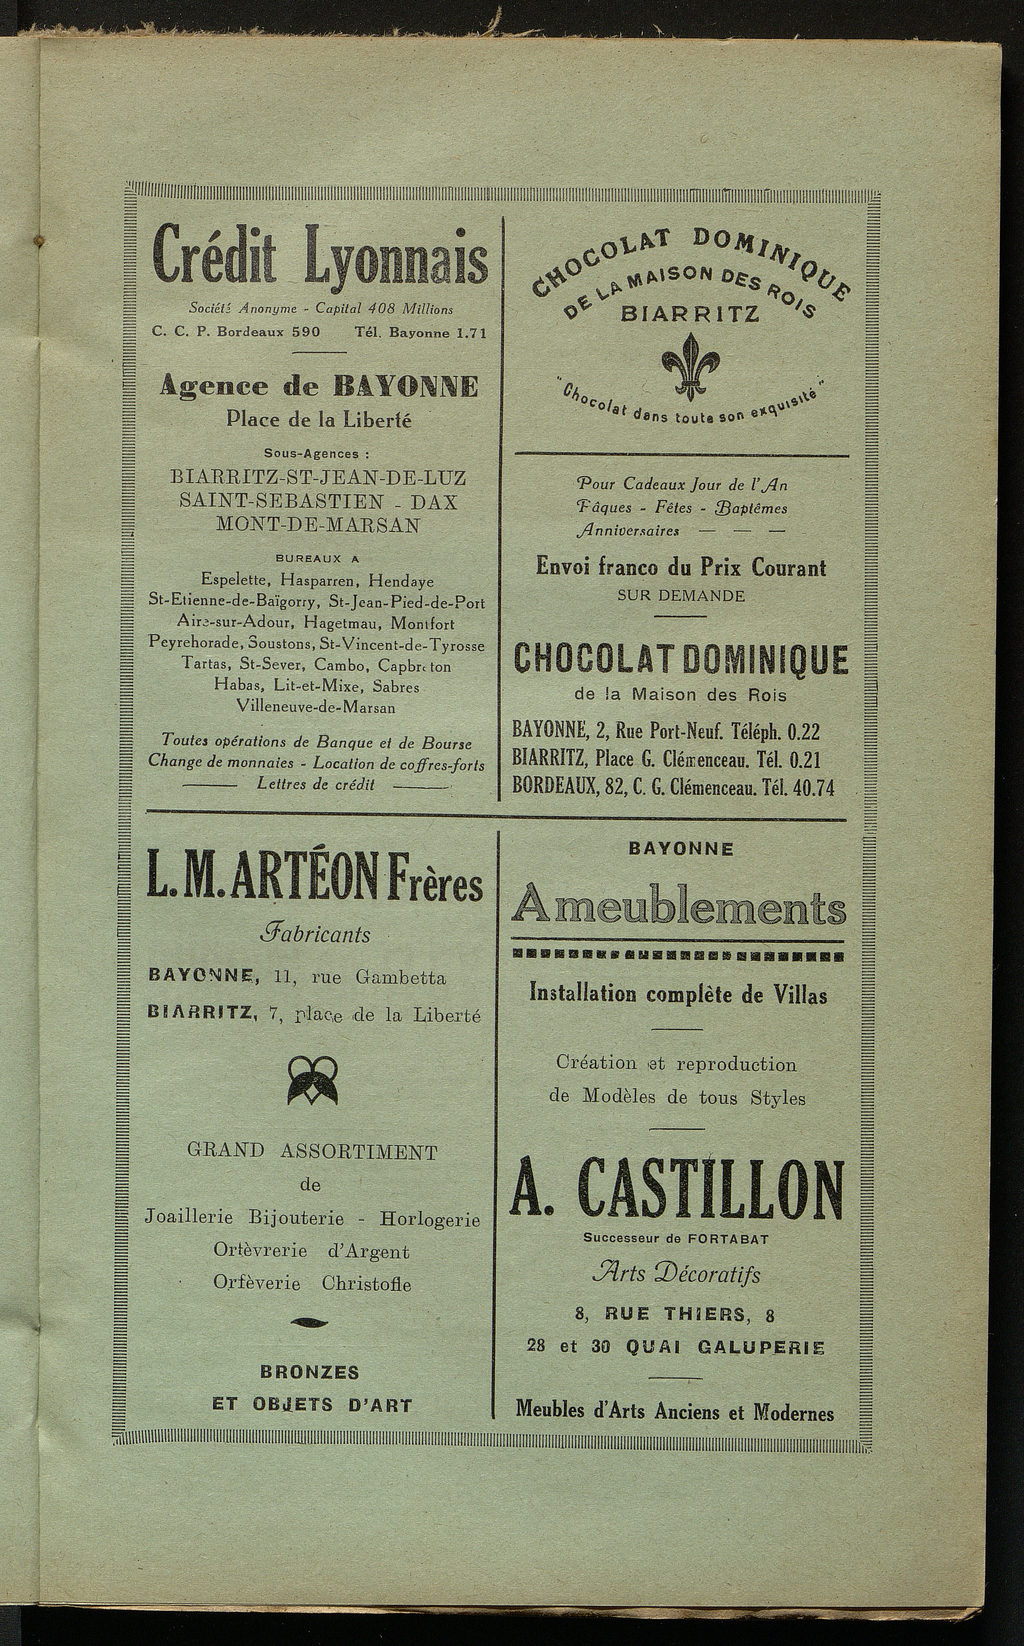 Crédit Lyonnais
Société Anonyme - Capital 408 Millions
C. C. P. Bordeaux 590 Tél. Bayonne 1.71
Agence de BAYONNE
Place de la Liberté
Sous-Agences :
BIARRITZ-ST-JEAN-DE-LUZ
SAINT-SEBASTIEN - DAX
MONT-DE-MARSAN
BUREAUX A
Espelette, Hasparren, Hendaye
St-Etienne-de-Baïgorry, St-Jean-Pied-de-Port
Aire-sur-Adour, Hagetmau, Montfort
Peyrehorade, Soustons, St-Vincent-de-Tyrosse
Tartas, St-Sever, Cambo, Capbreton
Habas, Lit-et-Mixe, Sabres
Villeneuve-de-Marsan
Toutes opérations de Banque et de Bourse
Change de monnaies - Location de coffres-forts
Lettres de crédit
CHOCOLAT DOMINIQUE
DE LA MAISON DES ROIS
BIARRITZ
"Chocolat dans toute son exquisité"
Pour Cadeaux Jour de l'An
Pâques - Fêtes - Baptêmes
Anniversaires — — —
Envoi franco du Prix Courant
SUR DEMANDE
CHOCOLAT DOMINIQUE
de la Maison des Rois
BAYONNE, 2, Rue Port-Neuf. Téléph. 0.22
BIARRITZ, Place G. Clémenceau. Tél. 0.21
BORDEAUX, 82, C. G. Clémenceau. Tél. 40.74
L. M. ARTÉON Frères
Fabricants
BAYONNE, 11, rue Gambetta
BIARRITZ, 7, place de la Liberté
GRAND ASSORTIMENT
de
Joaillerie Bijouterie - Horlogerie
Ortèvrerie d'Argent
Orfèverie Christofle
BRONZES
ET OBJETS D'ART
BAYONNE
Ameublements
Installation complète de Villas
Création et reproduction
de Modèles de tous Styles
A. CASTILLON
Successeur de FORTABAT
Arts Décoratifs
8, RUE THIERS, 8
28 et 30 QUAI GALUPERIE
Meubles d'Arts Anciens et Modernes